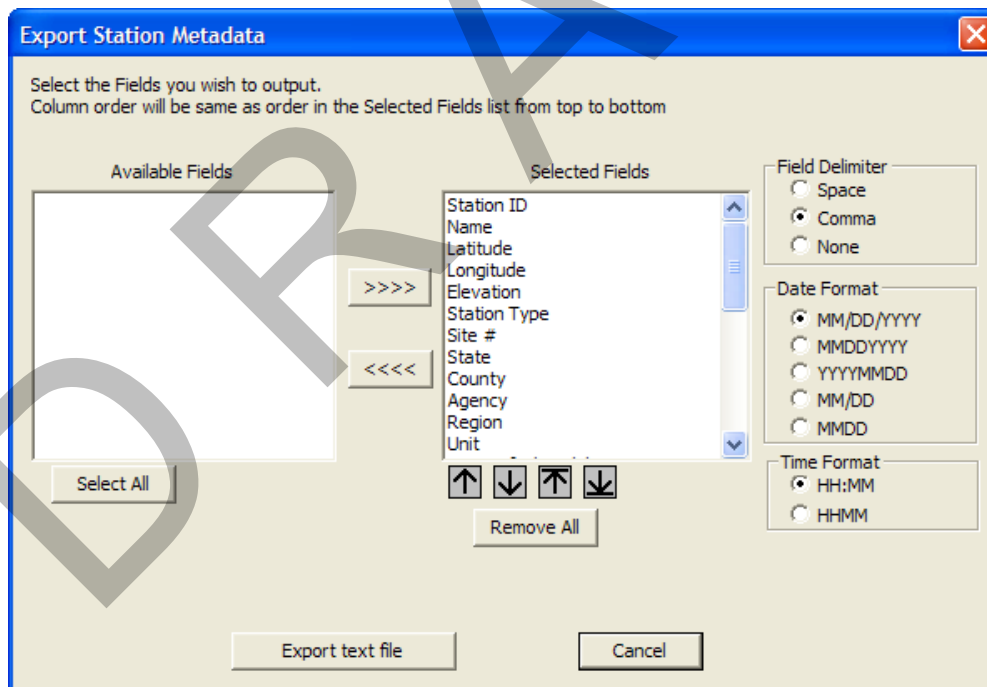 Export Station Metadata
Select the Fields you wish to output.
Column order will be same as order in the Selected Fields list from top to bottom
Available Fields
Select All
>>>>
<<<<
Selected Fields
Station ID
Name
Latitude
Longitude
Elevation
Station Type
Site #
State
County
Agency
Region
Unit
Remove All
Field Delimiter
Space
Comma
None
Date Format
MM/DD/YYYY
MMDDYYYY
YYYYMMDD
MM/DD
MMDD
Time Format
HH:MM
HHMM
Export text file
Cancel
DRA